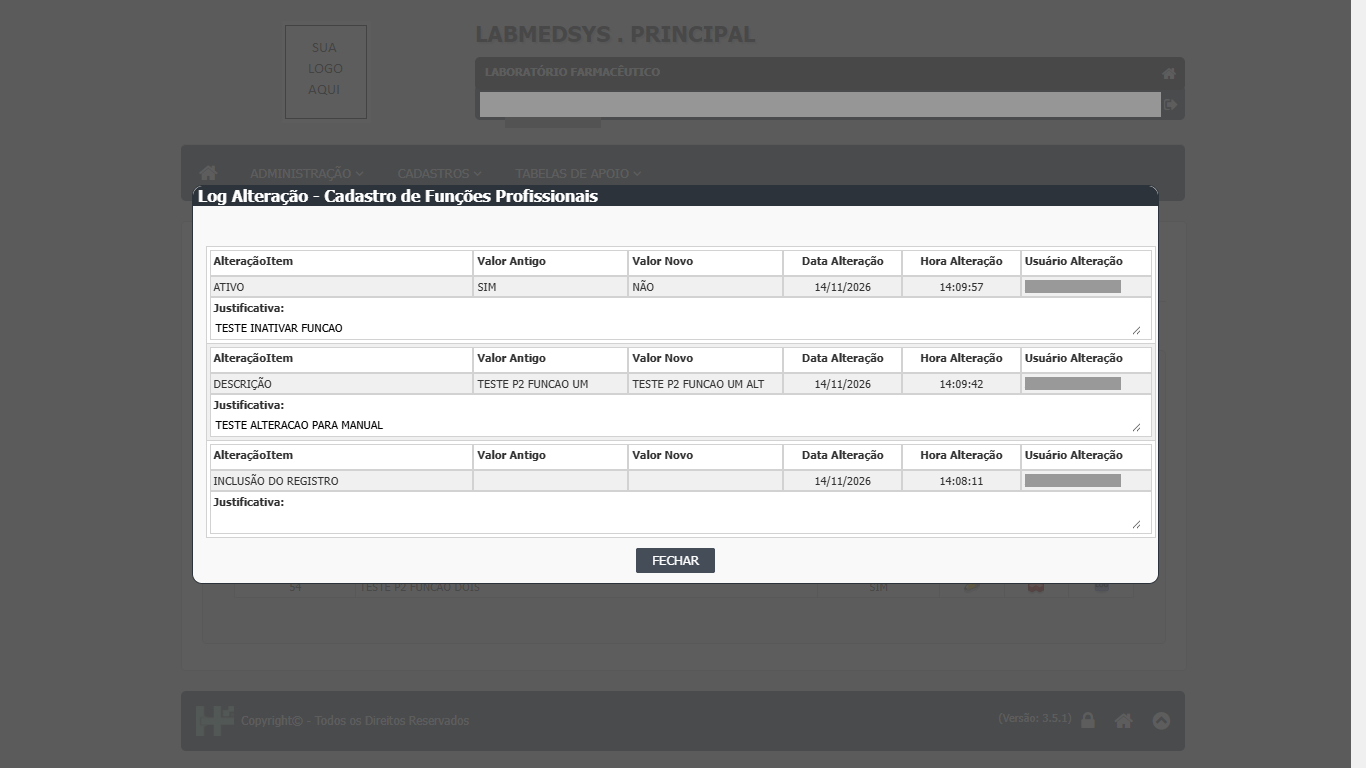 SUA
LOGO
AQUI
LABMEDSYS . PRINCIPAL
LABORATÓRIO FARMACÊUTICO
ADMINISTRAÇÃO CADASTROS TABELAS DE APOIO
Log Alteração - Cadastro de Funções Profissionais
AlteraçãoItem Valor Antigo Valor Novo Data Alteração Hora Alteração Usuário Alteração
ATIVO SIM NÃO 14/11/2026 14:09:57
Justificativa:
TESTE INATIVAR FUNCAO
AlteraçãoItem Valor Antigo Valor Novo Data Alteração Hora Alteração Usuário Alteração
DESCRIÇÃO TESTE P2 FUNCAO UM TESTE P2 FUNCAO UM ALT 14/11/2026 14:09:42
Justificativa:
TESTE ALTERACAO PARA MANUAL
AlteraçãoItem Valor Antigo Valor Novo Data Alteração Hora Alteração Usuário Alteração
INCLUSÃO DO REGISTRO 14/11/2026 14:08:11
Justificativa:
FECHAR
54 TESTE P2 FUNCAO DOIS SIM
Copyright© - Todos os Direitos Reservados (Versão: 3.5.1)